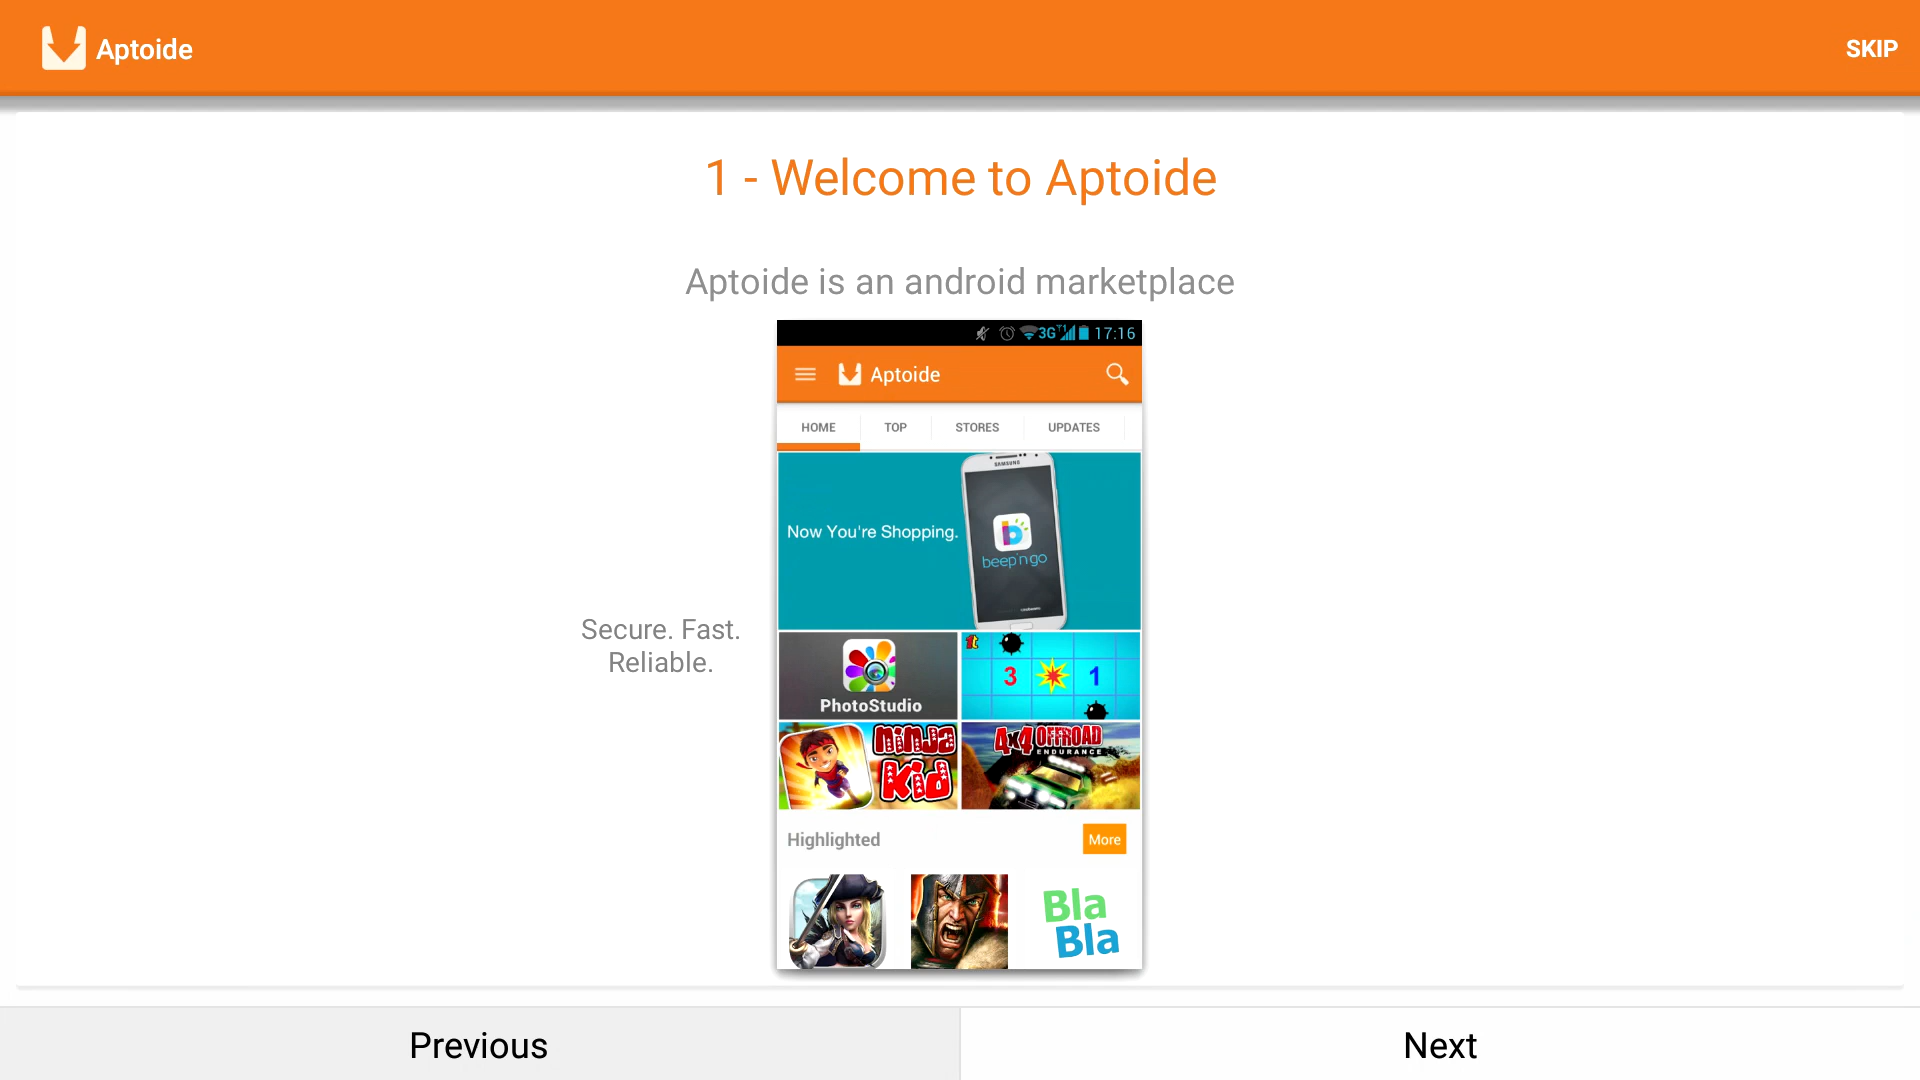 Aptoide
SKIP
1 - Welcome to Aptoide
Aptoide is an android marketplace
3G 17:16
Aptoide
HOME TOP STORES UPDATES
SAMSUNG
Now You're Shopping.
beep'n go
Secure. Fast.
Reliable.
3 1
PhotoStudio
NINJA
KID
4x4 OFFROAD
ENDURANCE
Highlighted
More
Bla
Bla
Previous
Next